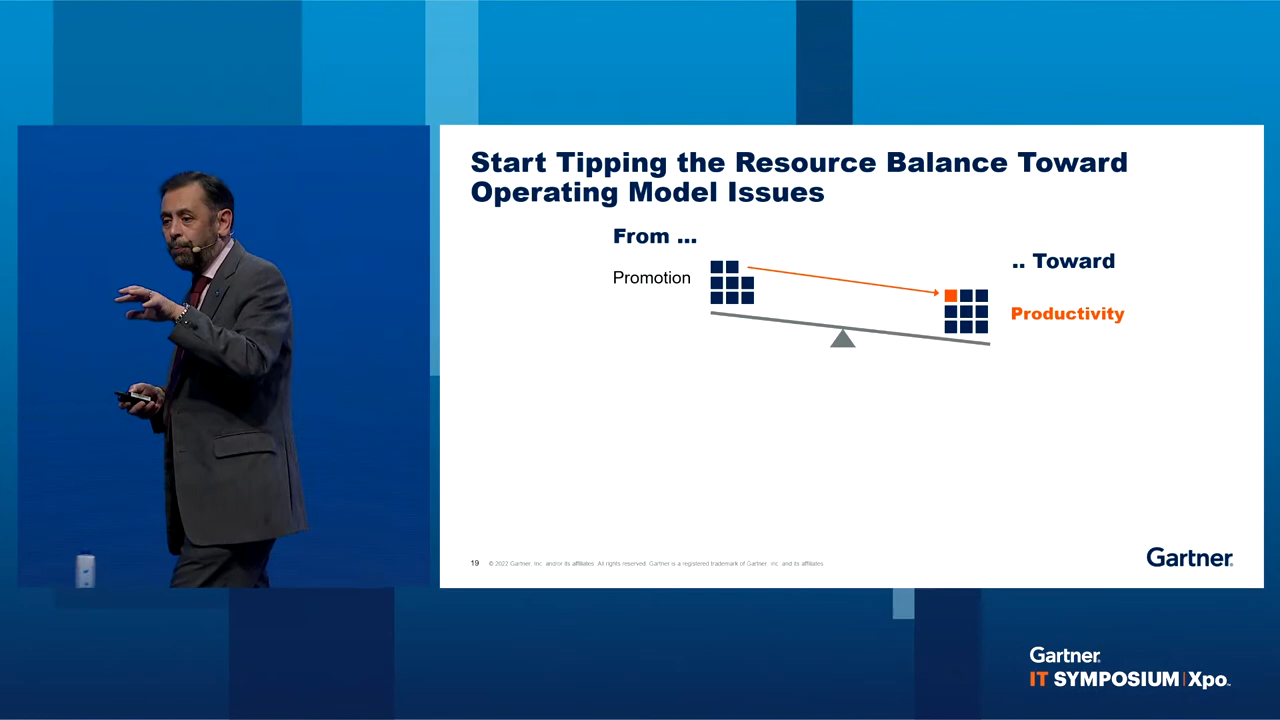 Start Tipping the Resource Balance Toward
Operating Model Issues
From ...
.. Toward
Promotion
Productivity
19 © 2022 Gartner, Inc. and/or its affiliates. All rights reserved. Gartner is a registered trademark of Gartner, Inc. and its affiliates.
Gartner
Gartner
IT SYMPOSIUM | Xpo